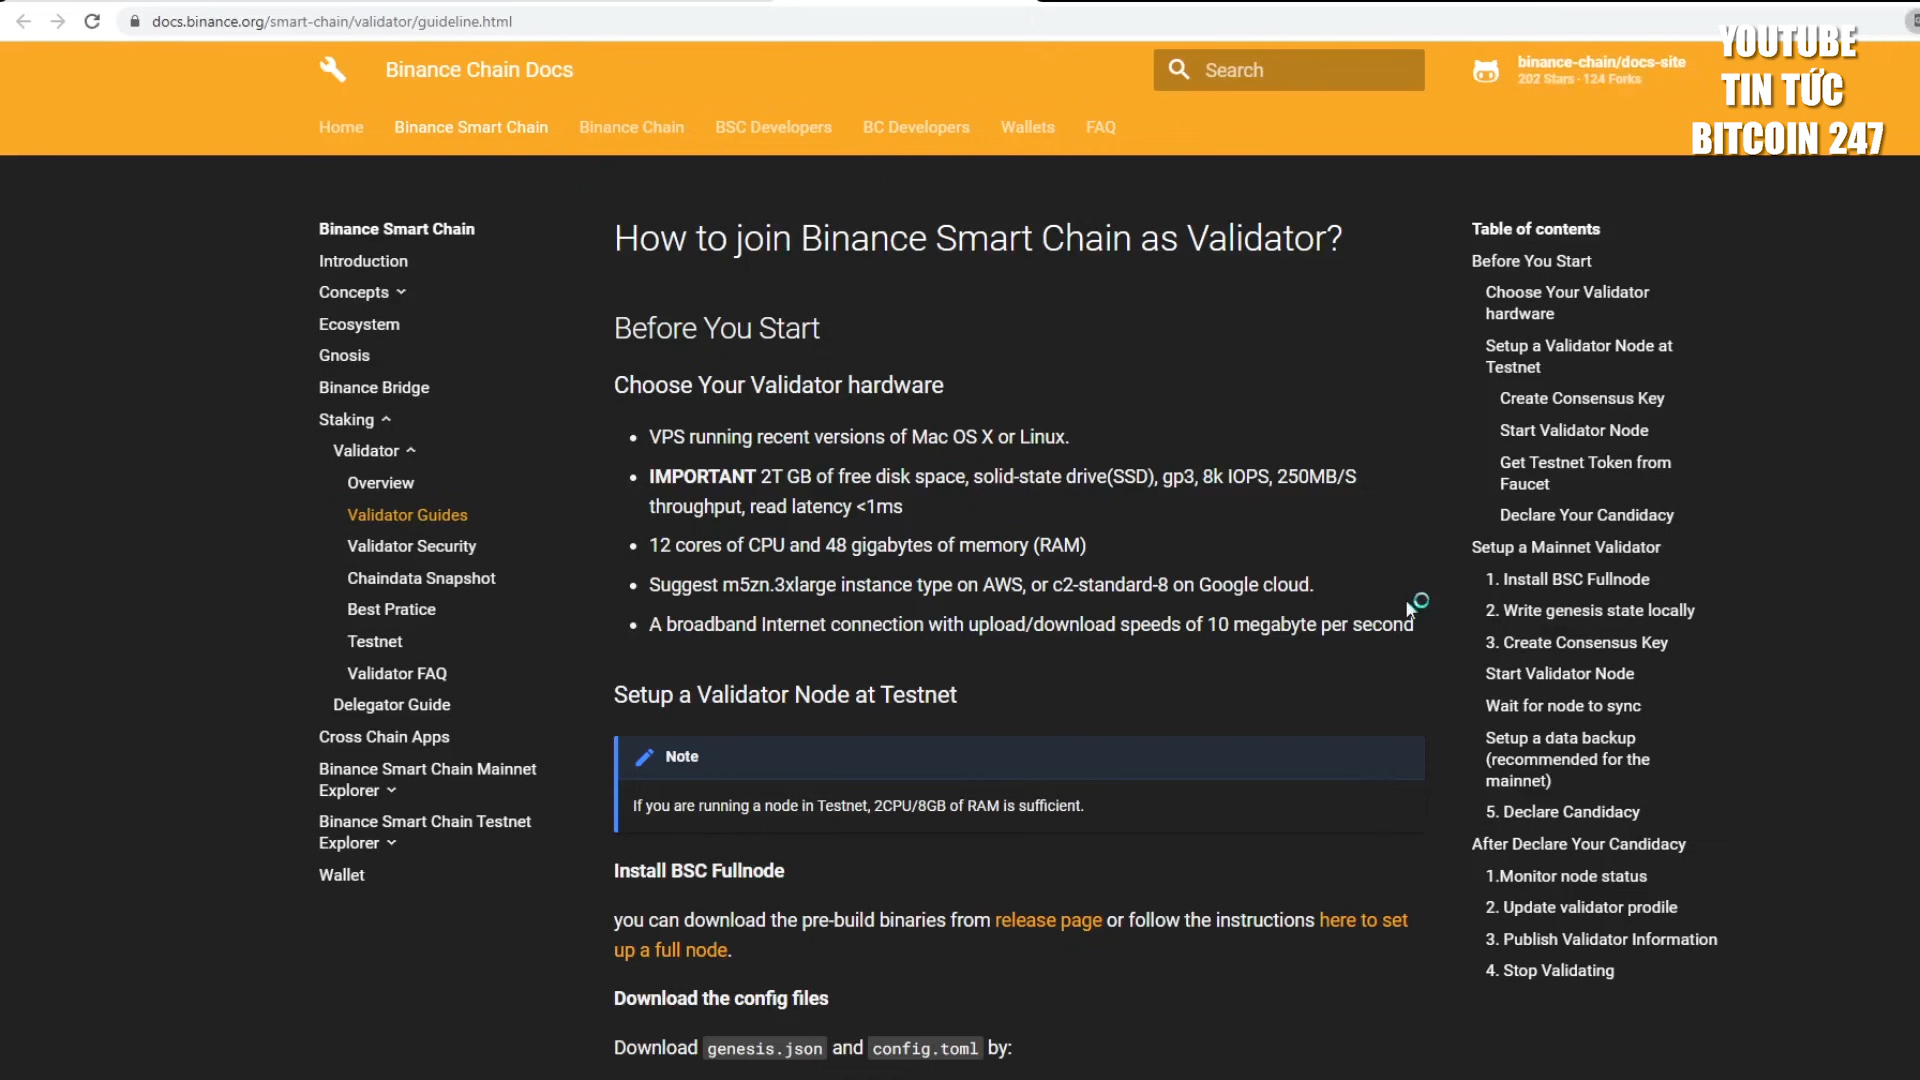 docs.binance.org/smart-chain/validator/guideline.html
YOUTUBE
TIN TỨC
BITCOIN 247
Binance Chain Docs
Search
binance-chain/docs-site
202 Stars · 124 Forks
Home
Binance Smart Chain
Binance Chain
BSC Developers
BC Developers
Wallets
FAQ
Binance Smart Chain
Introduction
Concepts
Ecosystem
Gnosis
Binance Bridge
Staking
Validator
Overview
Validator Guides
Validator Security
Chaindata Snapshot
Best Pratice
Testnet
Validator FAQ
Delegator Guide
Cross Chain Apps
Binance Smart Chain Mainnet
Explorer
Binance Smart Chain Testnet
Explorer
Wallet
How to join Binance Smart Chain as Validator?
Before You Start
Choose Your Validator hardware
• VPS running recent versions of Mac OS X or Linux.
• IMPORTANT 2T GB of free disk space, solid-state drive(SSD), gp3, 8k IOPS, 250MB/S
throughput, read latency <1ms
• 12 cores of CPU and 48 gigabytes of memory (RAM)
• Suggest m5zn.3xlarge instance type on AWS, or c2-standard-8 on Google cloud.
• A broadband Internet connection with upload/download speeds of 10 megabyte per second
Setup a Validator Node at Testnet
Note
If you are running a node in Testnet, 2CPU/8GB of RAM is sufficient.
Install BSC Fullnode
you can download the pre-build binaries from release page or follow the instructions here to set
up a full node.
Download the config files
Download genesis.json and config.toml by:
Table of contents
Before You Start
Choose Your Validator
hardware
Setup a Validator Node at
Testnet
Create Consensus Key
Start Validator Node
Get Testnet Token from
Faucet
Declare Your Candidacy
Setup a Mainnet Validator
1. Install BSC Fullnode
2. Write genesis state locally
3. Create Consensus Key
Start Validator Node
Wait for node to sync
Setup a data backup
(recommended for the
mainnet)
5. Declare Candidacy
After Declare Your Candidacy
1.Monitor node status
2. Update validator prodile
3. Publish Validator Information
4. Stop Validating